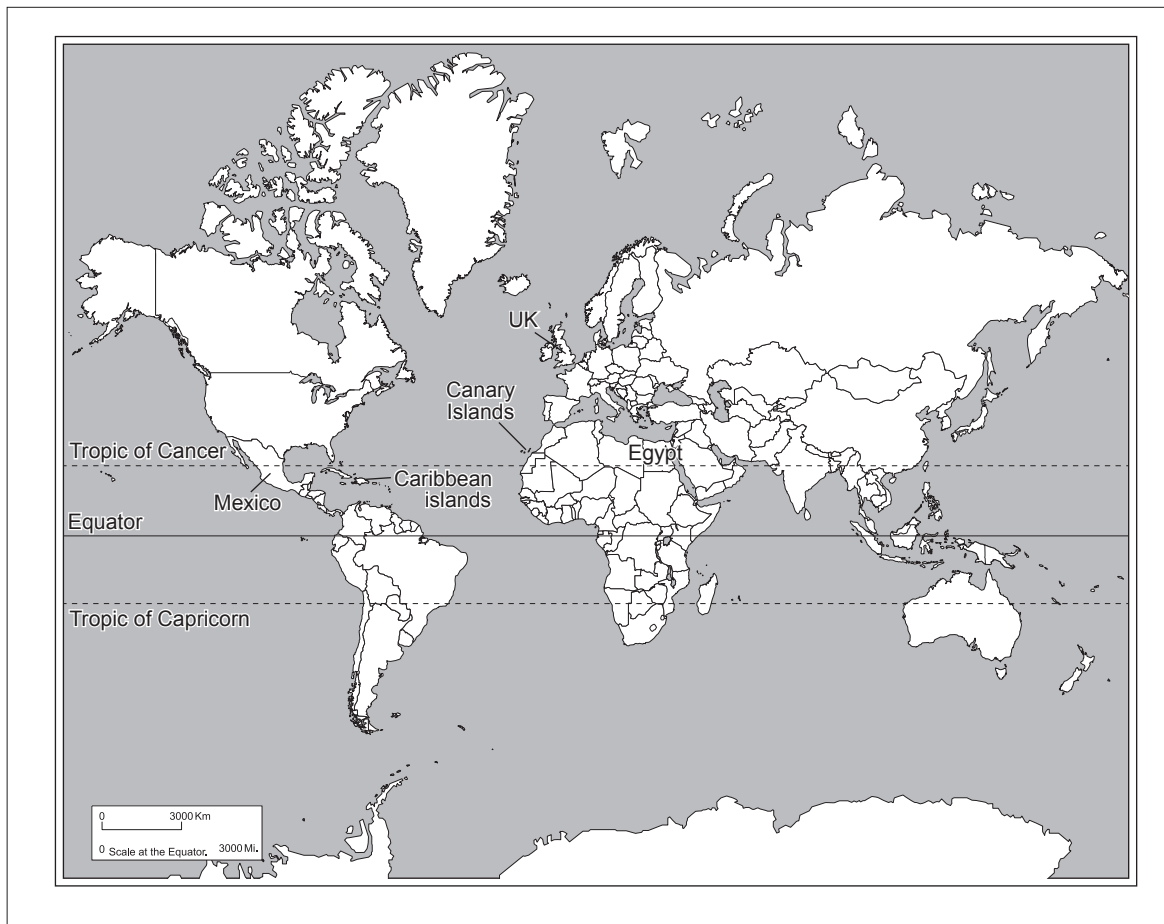 UK
Canary
Islands
Tropic of Cancer
Egypt
Caribbean
islands
Mexico
Equator
Tropic of Capricorn
0 3000 Km
0 Scale at the Equator. 3000 Mi.